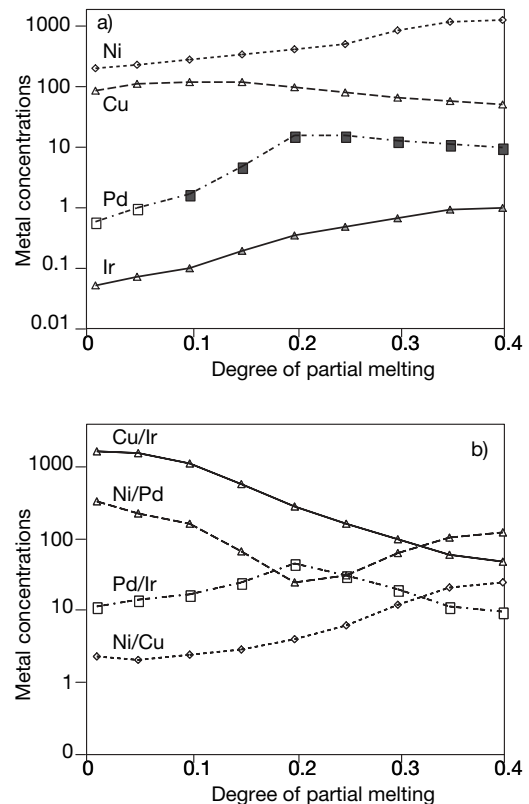 a)
1000
Ni
100
Cu
10
Pd
1
Ir
0.1
0.01
0 0.1 0.2 0.3 0.4
Degree of partial melting
Metal concentrations
b)
Cu/Ir
1000
Ni/Pd
100
Pd/Ir
10
Ni/Cu
1
0
0 0.1 0.2 0.3 0.4
Degree of partial melting
Metal concentrations